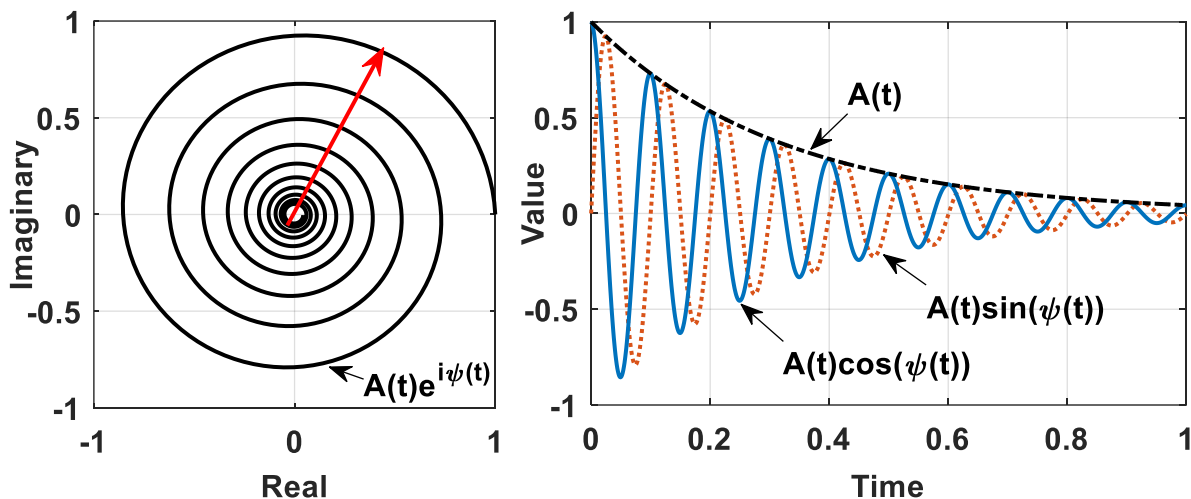 1
0.5
0
-0.5
-1
-1
0
1
Imaginary
Real
A(t)e^{iψ(t)}
1
0.5
0
-0.5
-1
0
0.2
0.4
0.6
0.8
1
Value
Time
A(t)
A(t)sin(ψ(t))
A(t)cos(ψ(t))